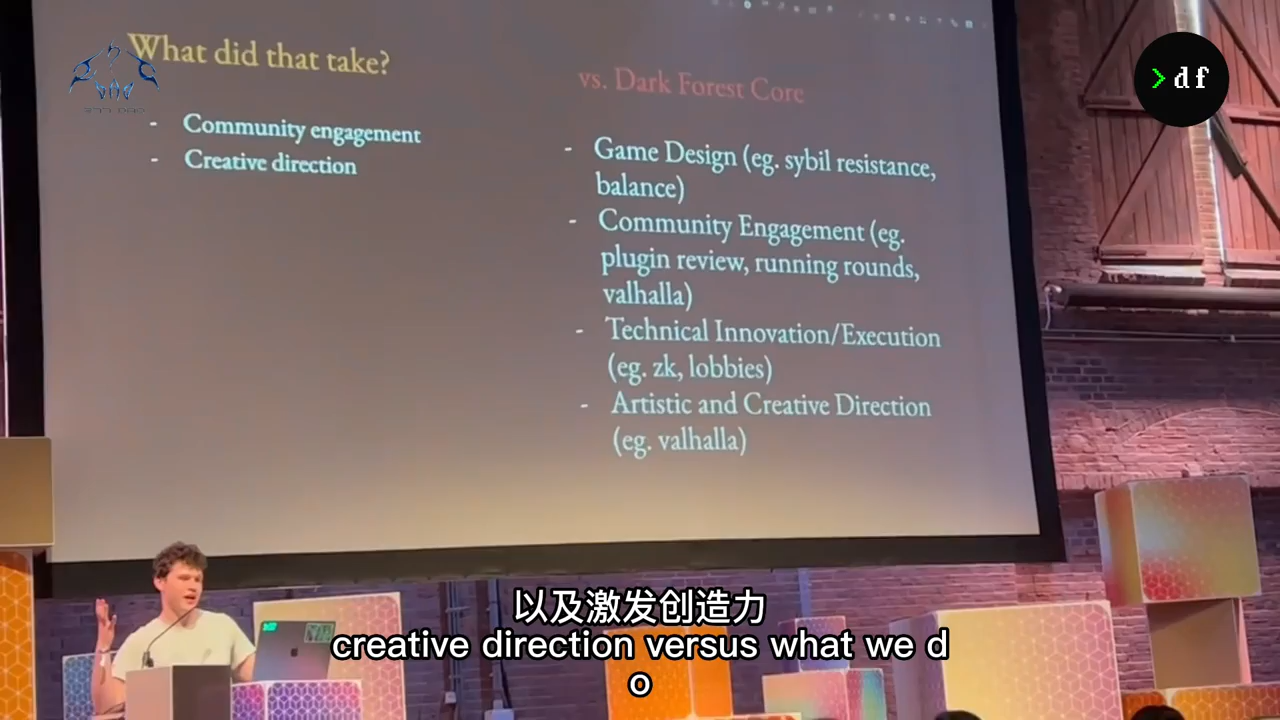 What did that take?
- Community engagement
- Creative direction
vs. Dark Forest Core
- Game Design (eg. sybil resistance,
balance)
- Community Engagement (eg.
plugin review, running rounds,
valhalla)
- Technical Innovation/Execution
(eg. zk, lobbies)
- Artistic and Creative Direction
(eg. valhalla)
>df
以及激发创造力
creative direction versus what we d
o